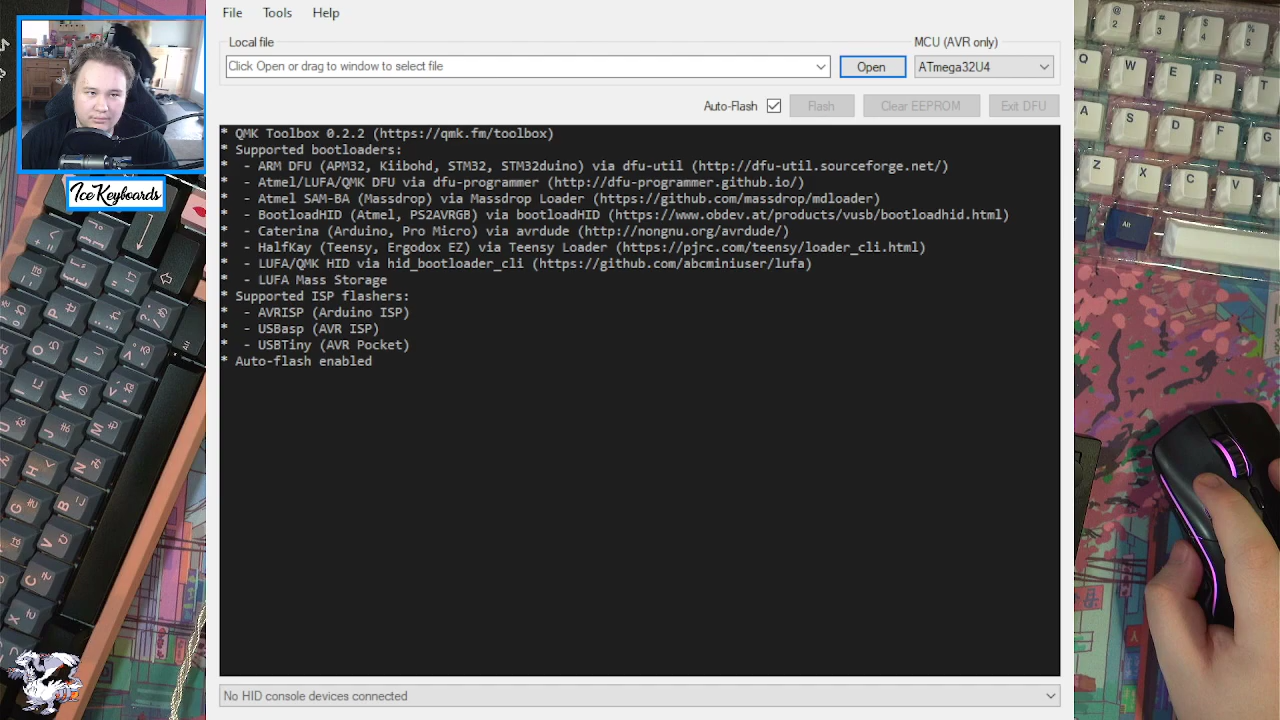 File Tools Help
Local file
MCU (AVR only)
Click Open or drag to window to select file
Open
ATmega32U4
Auto-Flash
Flash
Clear EEPROM
Exit DFU
* QMK Toolbox 0.2.2 (https://qmk.fm/toolbox)
* Supported bootloaders:
* - ARM DFU (APM32, Kiibohd, STM32, STM32duino) via dfu-util (http://dfu-util.sourceforge.net/)
* - Atmel/LUFA/QMK DFU via dfu-programmer (http://dfu-programmer.github.io/)
* - Atmel SAM-BA (Massdrop) via Massdrop Loader (https://github.com/massdrop/mdloader)
* - BootloadHID (Atmel, PS2AVRGB) via bootloadHID (https://www.obdev.at/products/vusb/bootloadhid.html)
* - Caterina (Arduino, Pro Micro) via avrdude (http://nongnu.org/avrdude/)
* - HalfKay (Teensy, Ergodox EZ) via Teensy Loader (https://pjrc.com/teensy/loader_cli.html)
* - LUFA/QMK HID via hid_bootloader_cli (https://github.com/abcminiuser/lufa)
* - LUFA Mass Storage
* Supported ISP flashers:
* - AVRISP (Arduino ISP)
* - USBasp (AVR ISP)
* - USBTiny (AVR Pocket)
* Auto-flash enabled
No HID console devices connected
IceKeyboards
@ 2 # 3 $ 4 % 5
Q W E R T
A S D F G
Z X C V
Alt
P
O L
I K
U J M
H N
G B
V
C
X